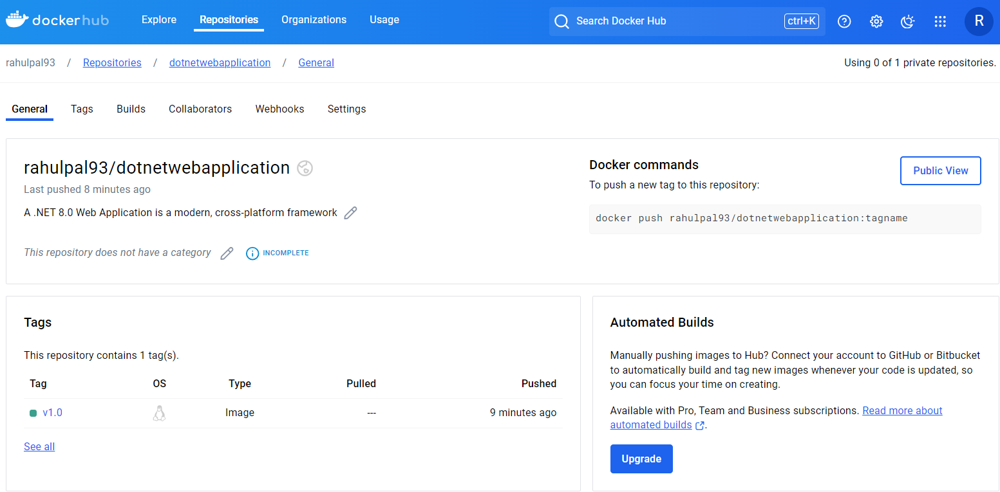 dockerhub
Explore
Repositories
Organizations
Usage
Search Docker Hub
ctrl+K
R
rahulpal93 / Repositories / dotnetwebapplication / General
Using 0 of 1 private repositories.
General
Tags
Builds
Collaborators
Webhooks
Settings
rahulpal93/dotnetwebapplication
Last pushed 8 minutes ago
A .NET 8.0 Web Application is a modern, cross-platform framework
This repository does not have a category
INCOMPLETE
Docker commands
Public View
To push a new tag to this repository:
docker push rahulpal93/dotnetwebapplication:tagname
Tags
This repository contains 1 tag(s).
Tag OS Type Pulled Pushed
v1.0 Image --- 9 minutes ago
See all
Automated Builds
Manually pushing images to Hub? Connect your account to GitHub or Bitbucket
to automatically build and tag new images whenever your code is updated, so
you can focus your time on creating.
Available with Pro, Team and Business subscriptions. Read more about
automated builds.
Upgrade